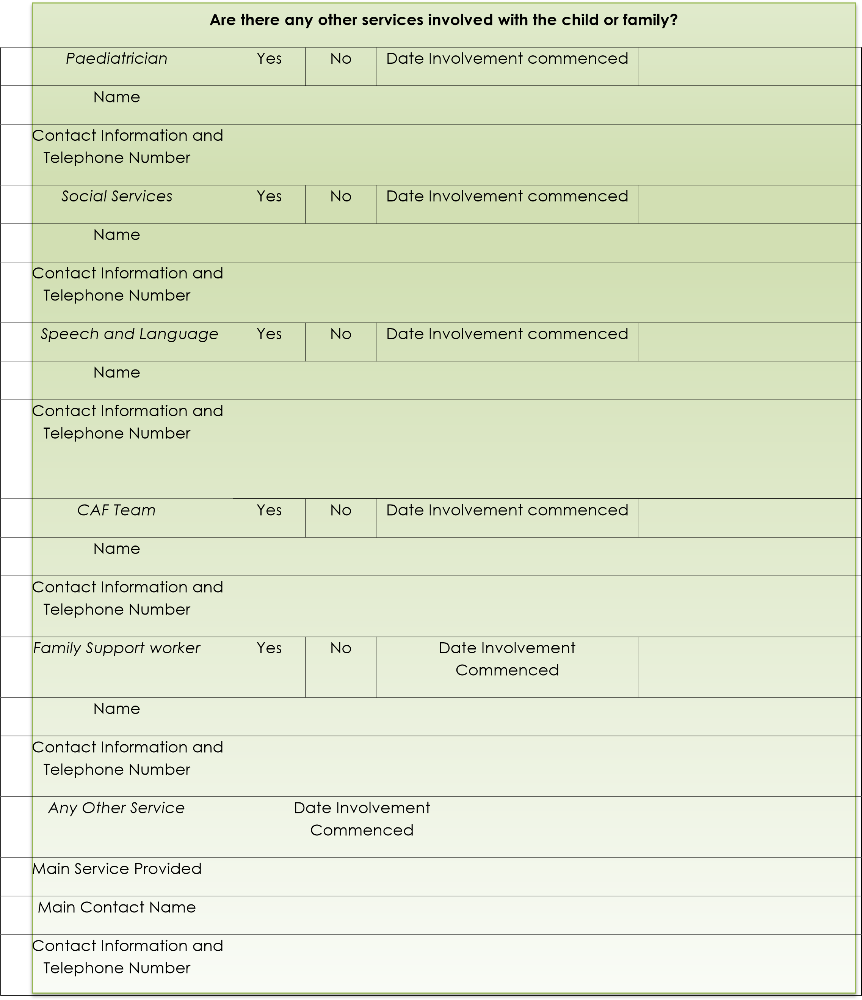 Are there any other services involved with the child or family?
Paediatrician Yes No Date Involvement commenced
Name
Contact Information and
Telephone Number
Social Services Yes No Date Involvement commenced
Name
Contact Information and
Telephone Number
Speech and Language Yes No Date Involvement commenced
Name
Contact Information and
Telephone Number
CAF Team Yes No Date Involvement commenced
Name
Contact Information and
Telephone Number
Family Support worker Yes No Date Involvement
Commenced
Name
Contact Information and
Telephone Number
Any Other Service Date Involvement
Commenced
Main Service Provided
Main Contact Name
Contact Information and
Telephone Number